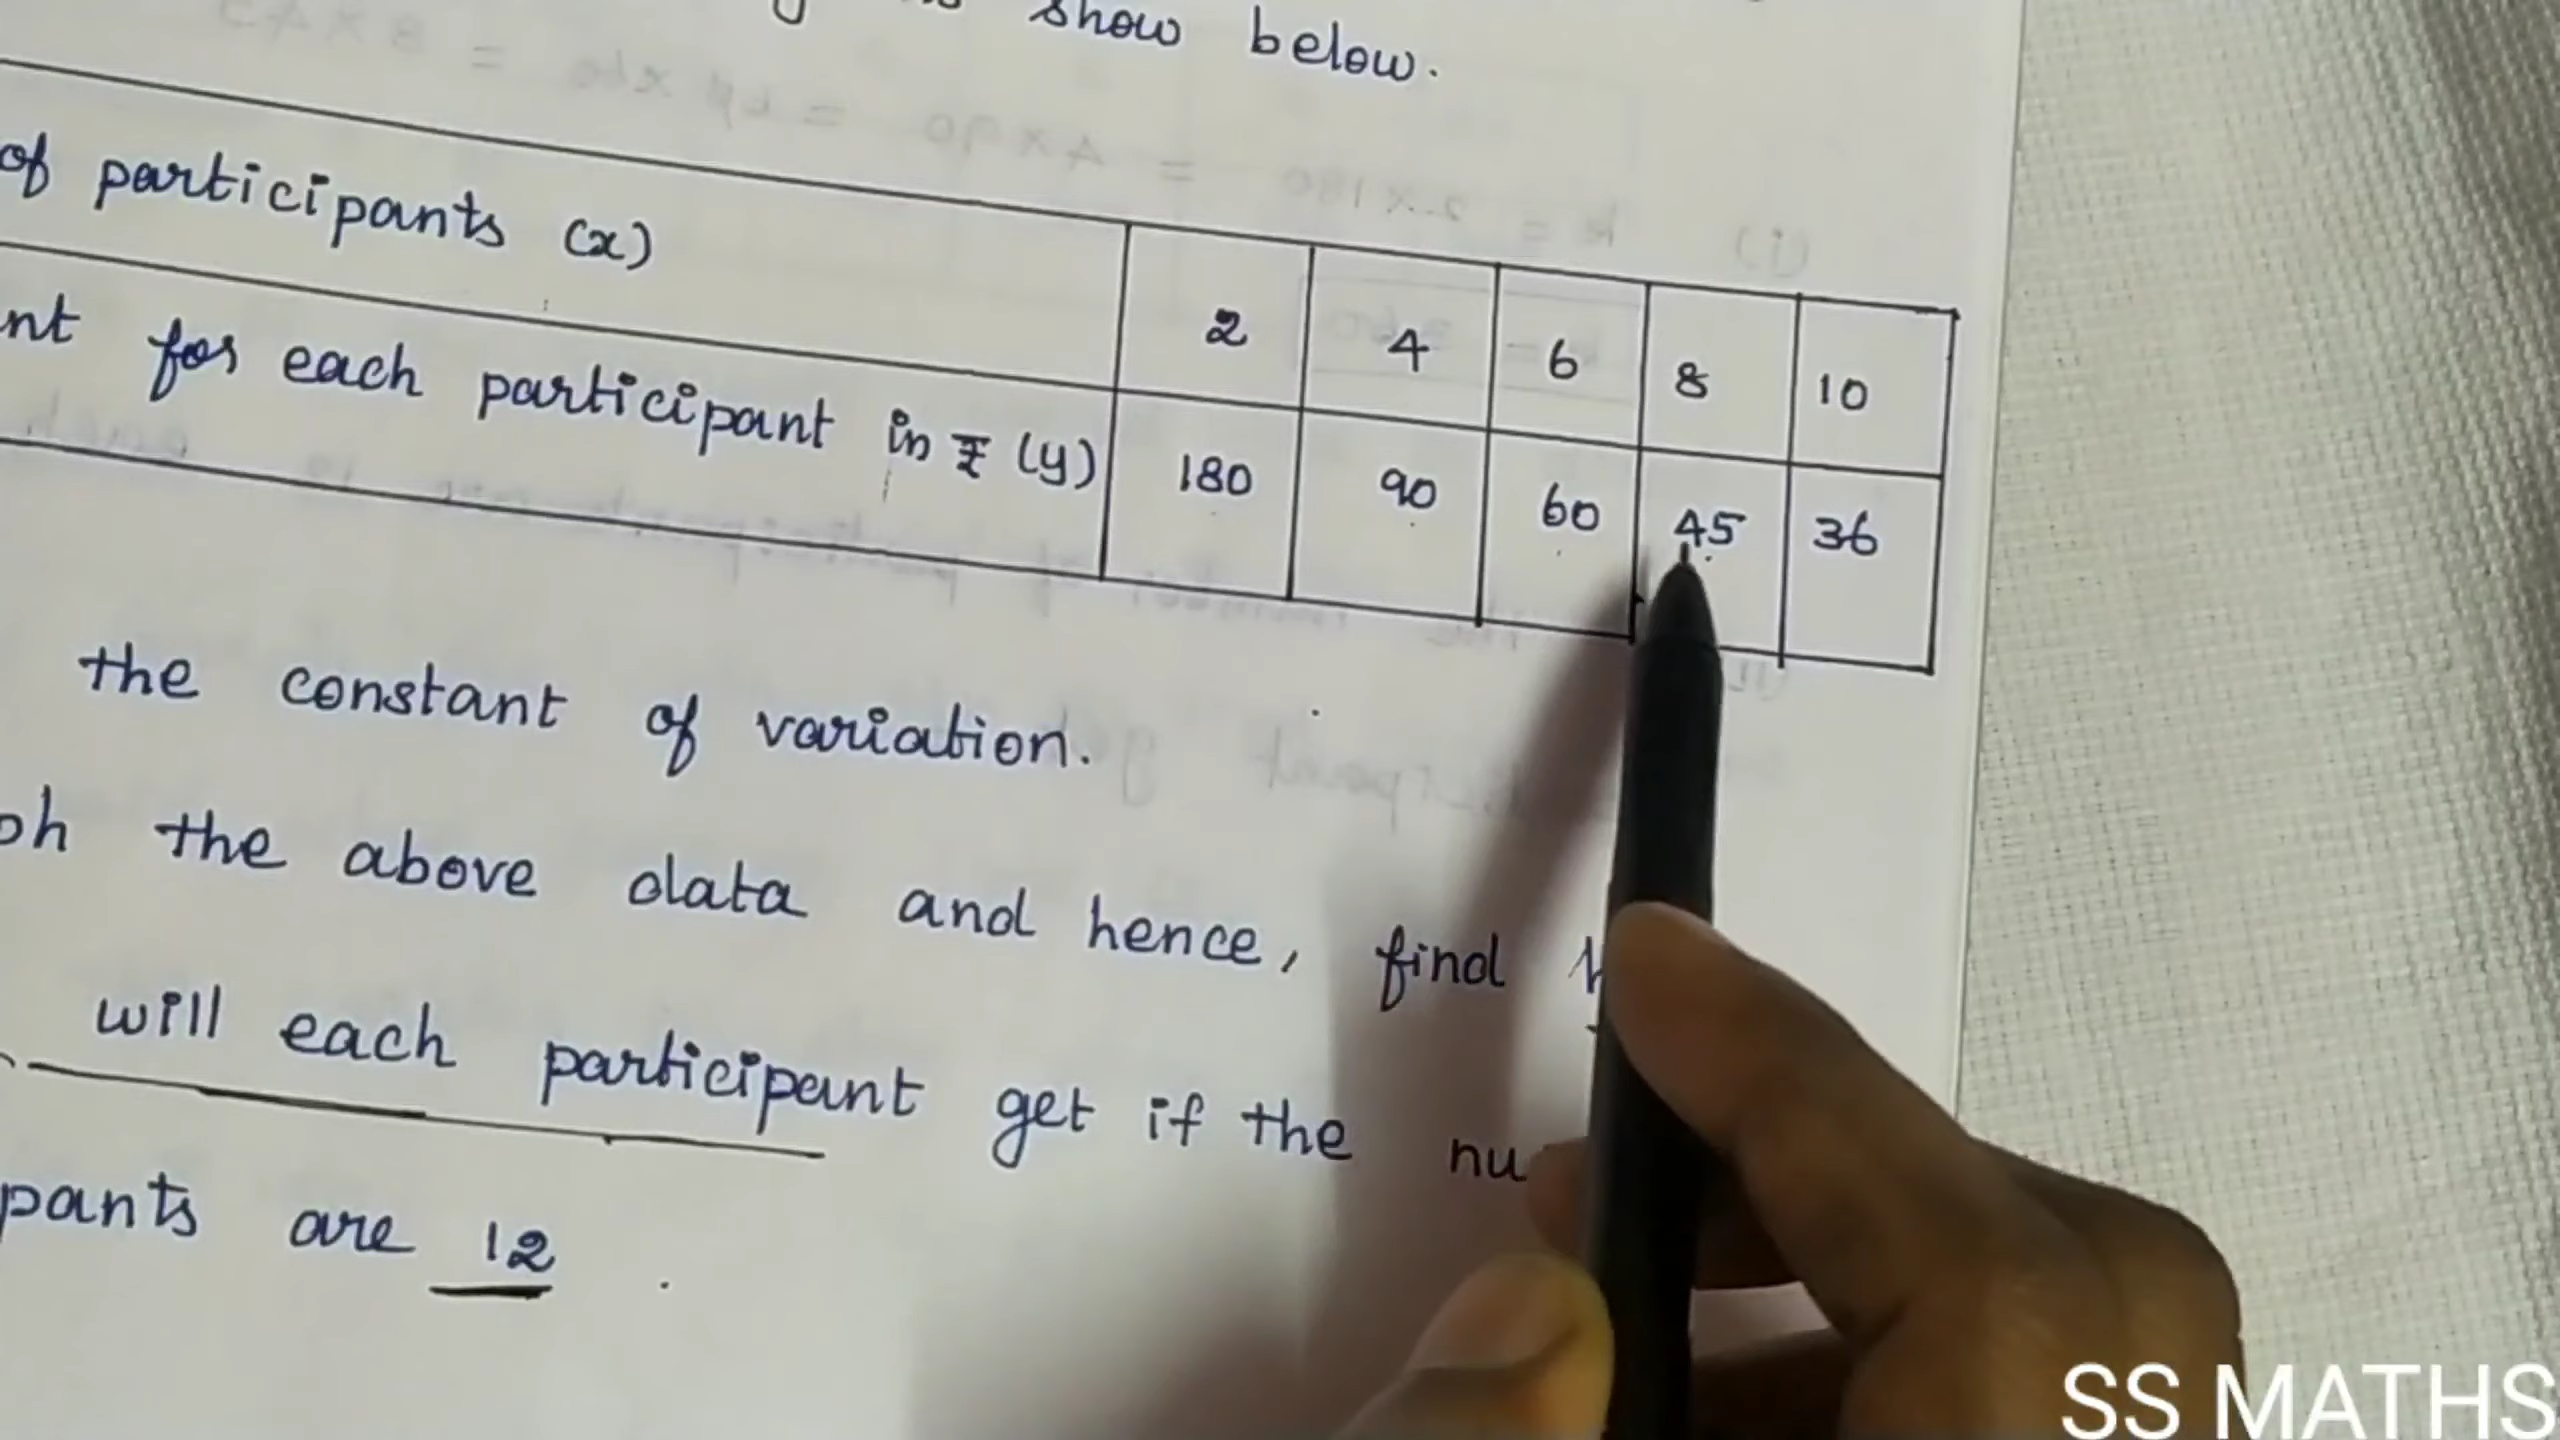 show below.
of participants (x) 2 4 6 8 10
nt for each participant in ₹ (y) 180 90 60 45 36
the constant of variation.
ph the above data and hence, find
will each participant get if the nu
pants are 12.
SS MATHS